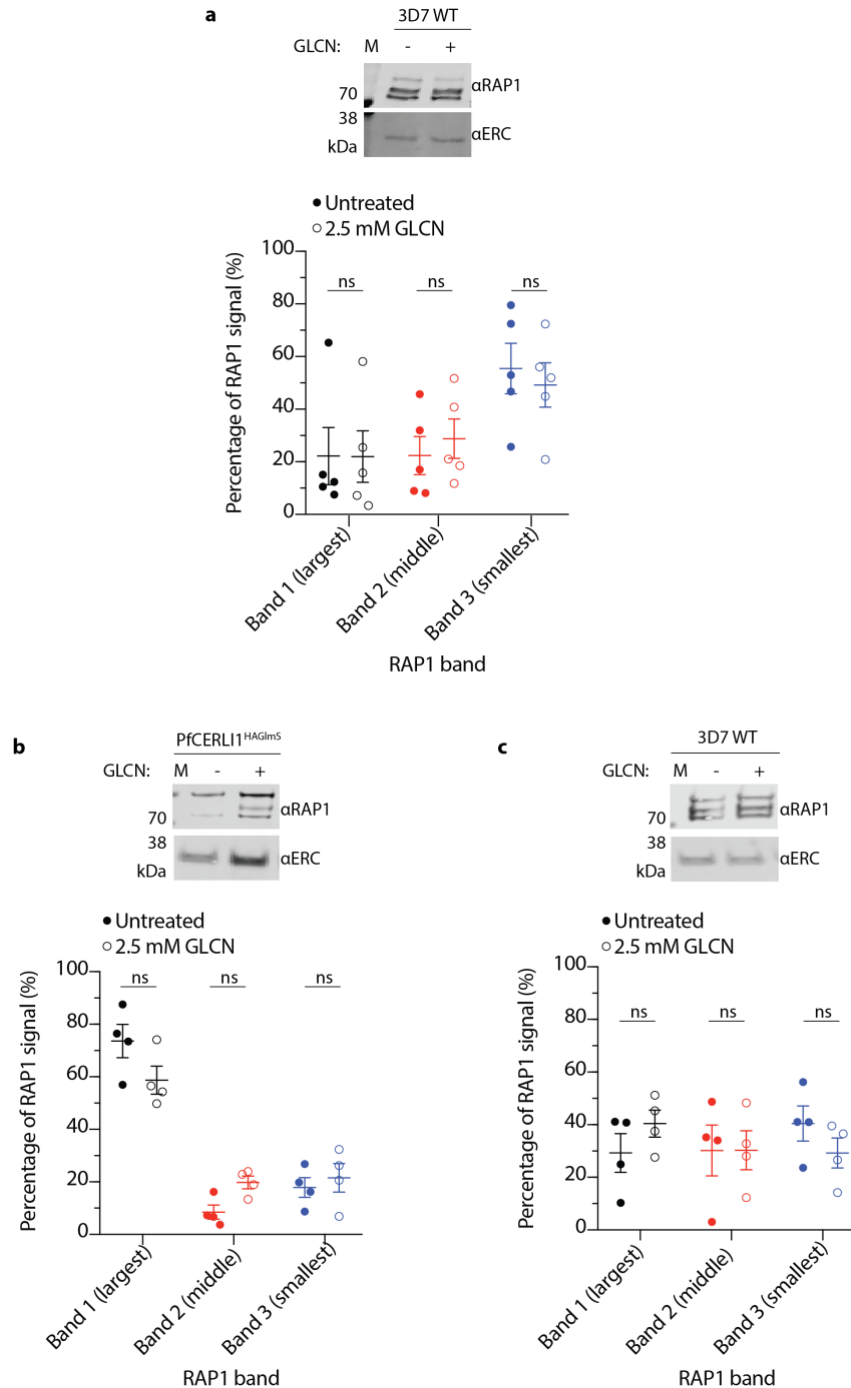 a
3D7 WT
GLCN: M - +
αRAP1
70
38
αERC
kDa
Untreated
2.5 mM GLCN
Percentage of RAP1 signal (%)
100
80
60
40
20
0
ns ns ns
Band 1 (largest)
Band 2 (middle)
Band 3 (smallest)
RAP1 band
b
PfCERLI1HAGlmS
GLCN: M - +
αRAP1
70
38
αERC
kDa
Untreated
2.5 mM GLCN
Percentage of RAP1 signal (%)
100
80
60
40
20
0
ns ns ns
Band 1 (largest)
Band 2 (middle)
Band 3 (smallest)
RAP1 band
c
3D7 WT
GLCN: M - +
αRAP1
70
38
αERC
kDa
Untreated
2.5 mM GLCN
Percentage of RAP1 signal (%)
100
80
60
40
20
0
ns ns ns
Band 1 (largest)
Band 2 (middle)
Band 3 (smallest)
RAP1 band